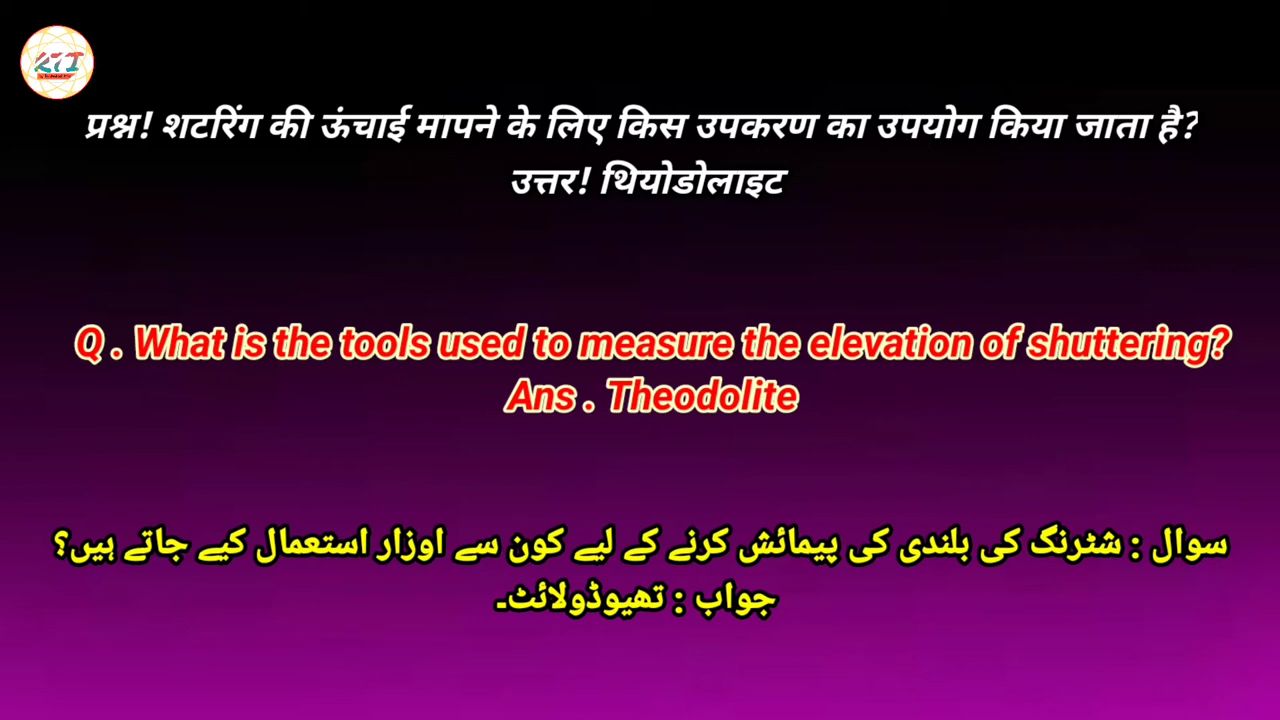 KTI
प्रश्न! शटरिंग की ऊंचाई मापने के लिए किस उपकरण का उपयोग किया जाता है?
उत्तर! थियोडोलाइट
Q . What is the tools used to measure the elevation of shuttering?
Ans . Theodolite
سوال : شٹرنگ کی بلندی کی پیمائش کرنے کے لیے کون سے اوزار استعمال کیے جاتے ہیں؟
جواب : تھیوڈولائٹ۔